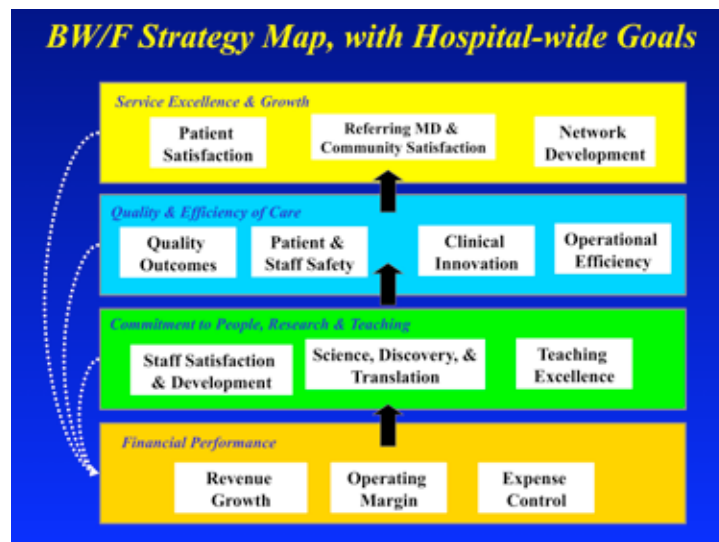 BW/F Strategy Map, with Hospital-wide Goals
Service Excellence & Growth
Patient
Satisfaction
Referring MD &
Community Satisfaction
Network
Development
Quality & Efficiency of Care
Quality
Outcomes
Patient &
Staff Safety
Clinical
Innovation
Operational
Efficiency
Commitment to People, Research & Teaching
Staff Satisfaction
& Development
Science, Discovery, &
Translation
Teaching
Excellence
Financial Performance
Revenue
Growth
Operating
Margin
Expense
Control